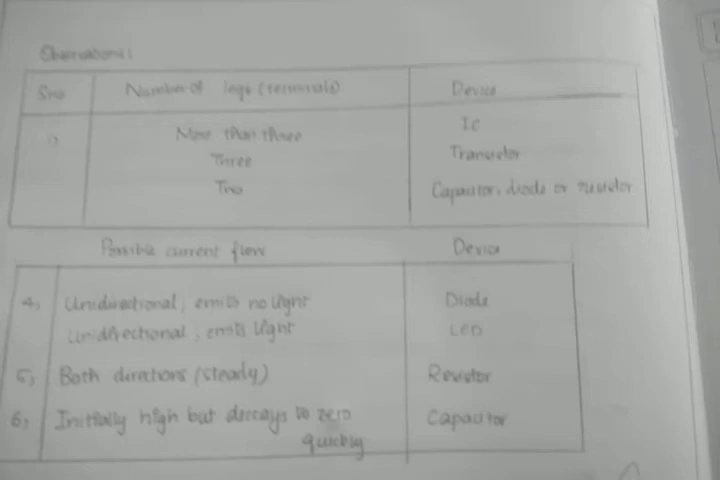 Observations:
Sno Number of legs (terminals) Device
1) More than three IC
Three Transistor
Two Capacitor, diode or resistor
Possible current flow Device
4) Unidirectional, emits no light Diode
Unidirectional, emits light LED
5) Both directions (steady) Resistor
6) Initially high but decays to zero Capacitor
quickly